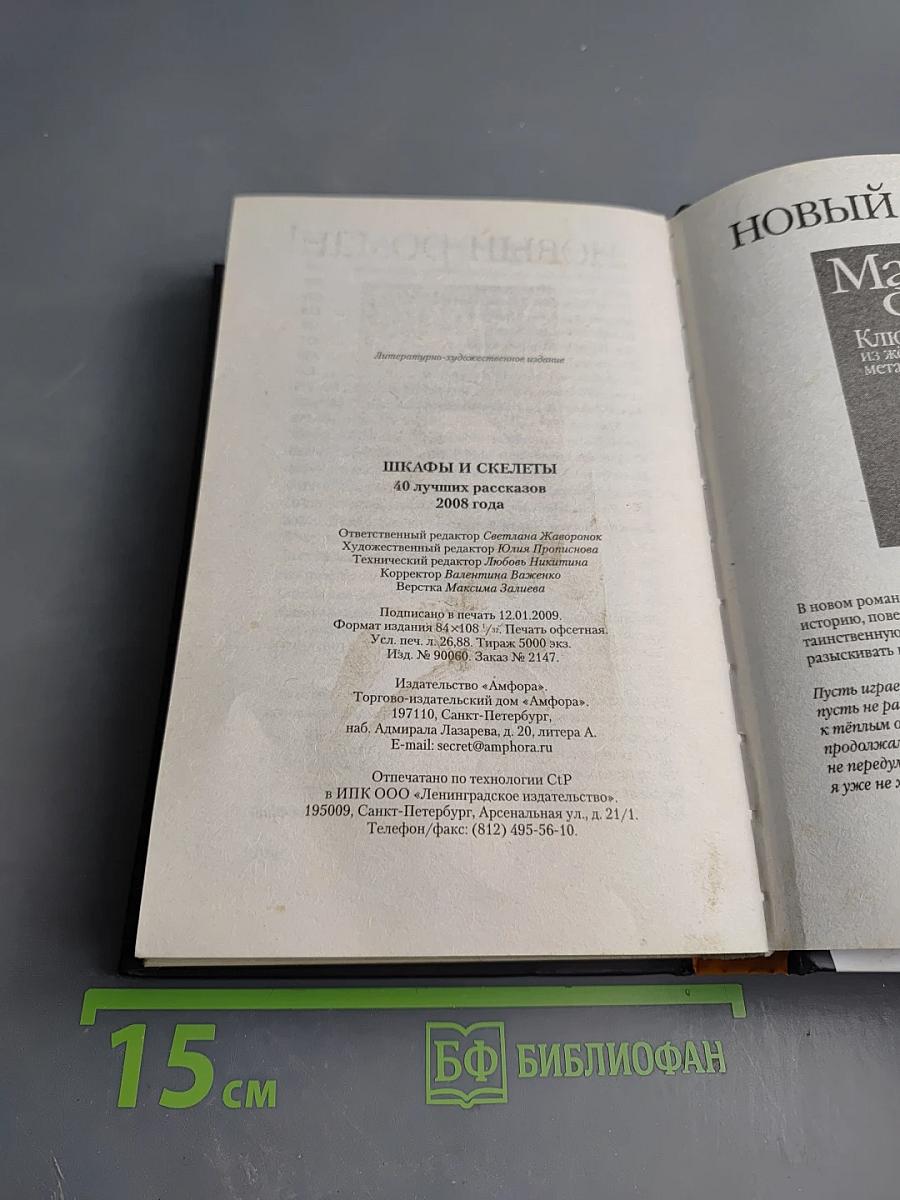 Литературно-художественное издание
ШКАФЫ И СКЕЛЕТЫ
40 лучших рассказов
2008 года
Ответственный редактор Светлана Жаворонок
Художественный редактор Юлия Прописнова
Технический редактор Любовь Никитина
Корректор Валентина Важенко
Верстка Максима Залиева
Подписано в печать 12.01.2009.
Формат издания 84×108 1/32. Печать офсетная.
Усл. печ. л. 26,88. Тираж 5000 экз.
Изд. № 90060. Заказ № 2147.
Издательство «Амфора».
Торгово-издательский дом «Амфора».
197110, Санкт-Петербург,
наб. Адмирала Лазарева, д. 20, литера А.
E-mail: secret@amphora.ru
Отпечатано по технологии CtP
в ИПК ООО «Ленинградское издательство».
195009, Санкт-Петербург, Арсенальная ул., д. 21/1.
Телефон/факс: (812) 495-56-10.
НОВЫЙ
Ма
Клю
из же
мета
В новом роман
историю, пове
таинственную
разыскивать
Пусть играе
пусть не ра
к тёплым о
продолжал
не передум
я уже не
15 см
БФ БИБЛИОФАН